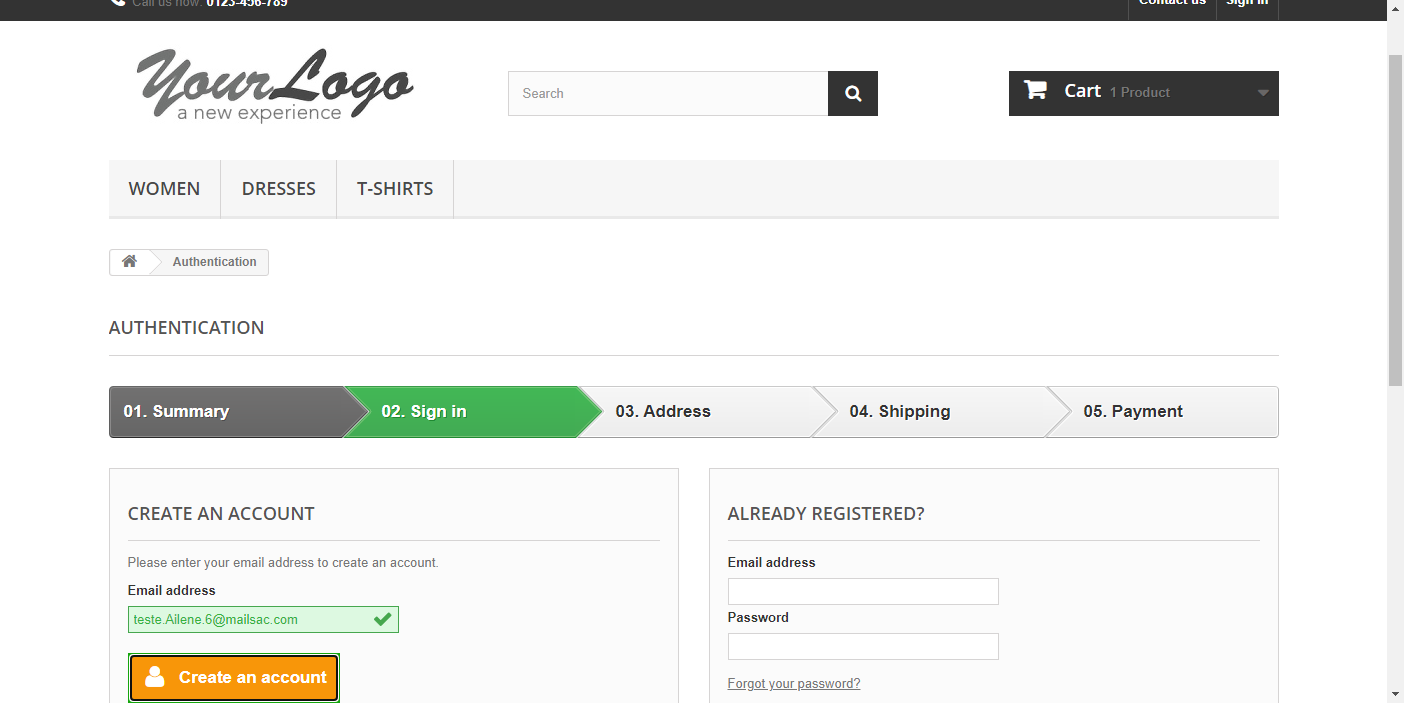 Call us now: 0123-456-789
Contact us
Sign in
YourLogo
a new experience
Search
Cart 1 Product
WOMEN
DRESSES
T-SHIRTS
Authentication
AUTHENTICATION
01. Summary
02. Sign in
03. Address
04. Shipping
05. Payment
CREATE AN ACCOUNT
Please enter your email address to create an account.
Email address
teste.Ailene.6@mailsac.com
Create an account
ALREADY REGISTERED?
Email address
Password
Forgot your password?